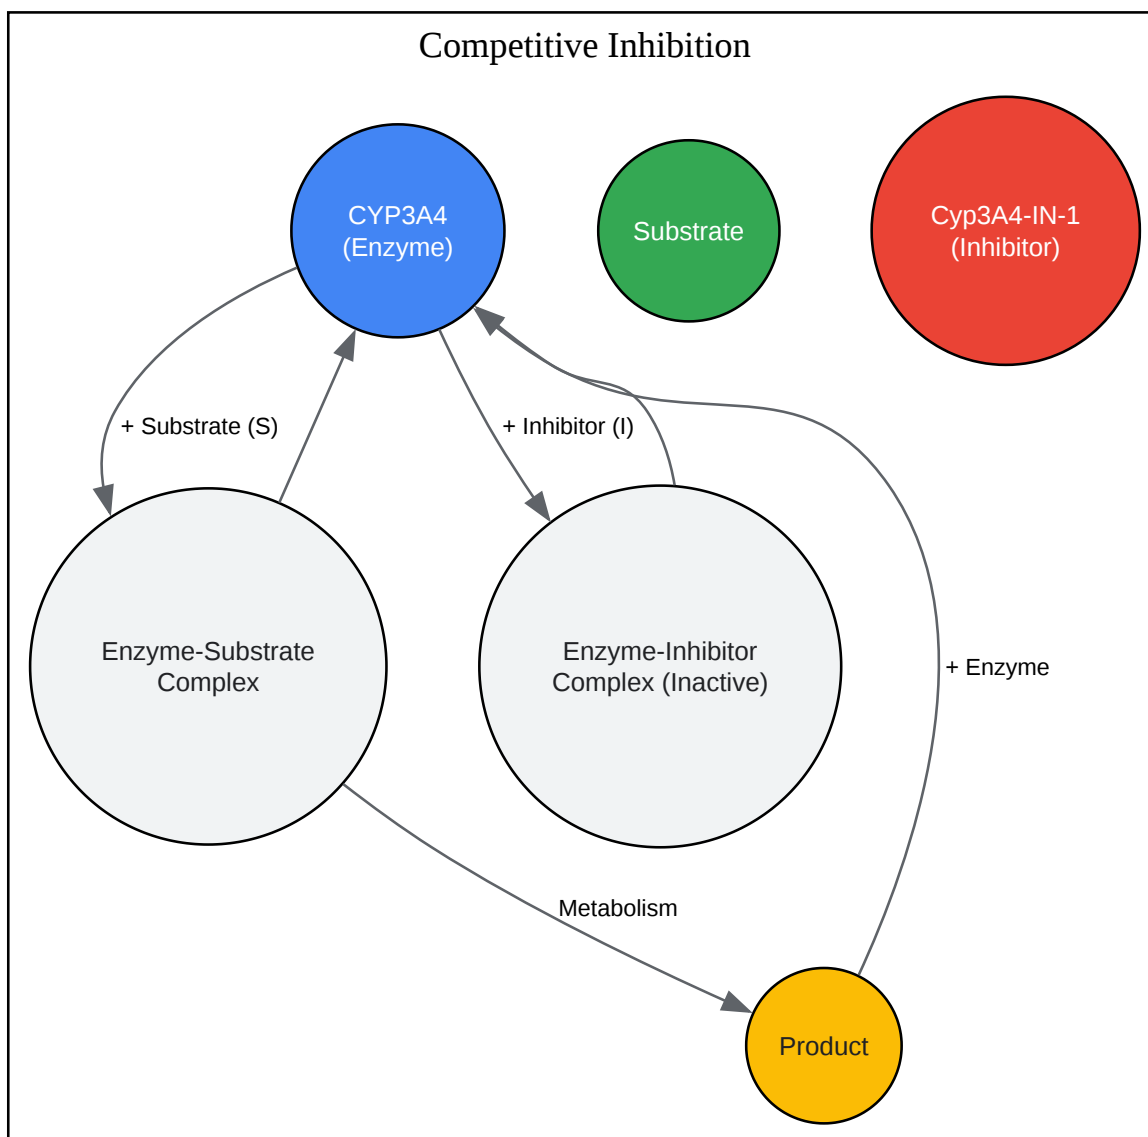 Competitive Inhibition
CYP3A4
(Enzyme)
Substrate
Cyp3A4-IN-1
(Inhibitor)
+ Substrate (S)
+ Inhibitor (I)
Enzyme-Substrate
Complex
Enzyme-Inhibitor
Complex (Inactive)
+ Enzyme
Metabolism
Product